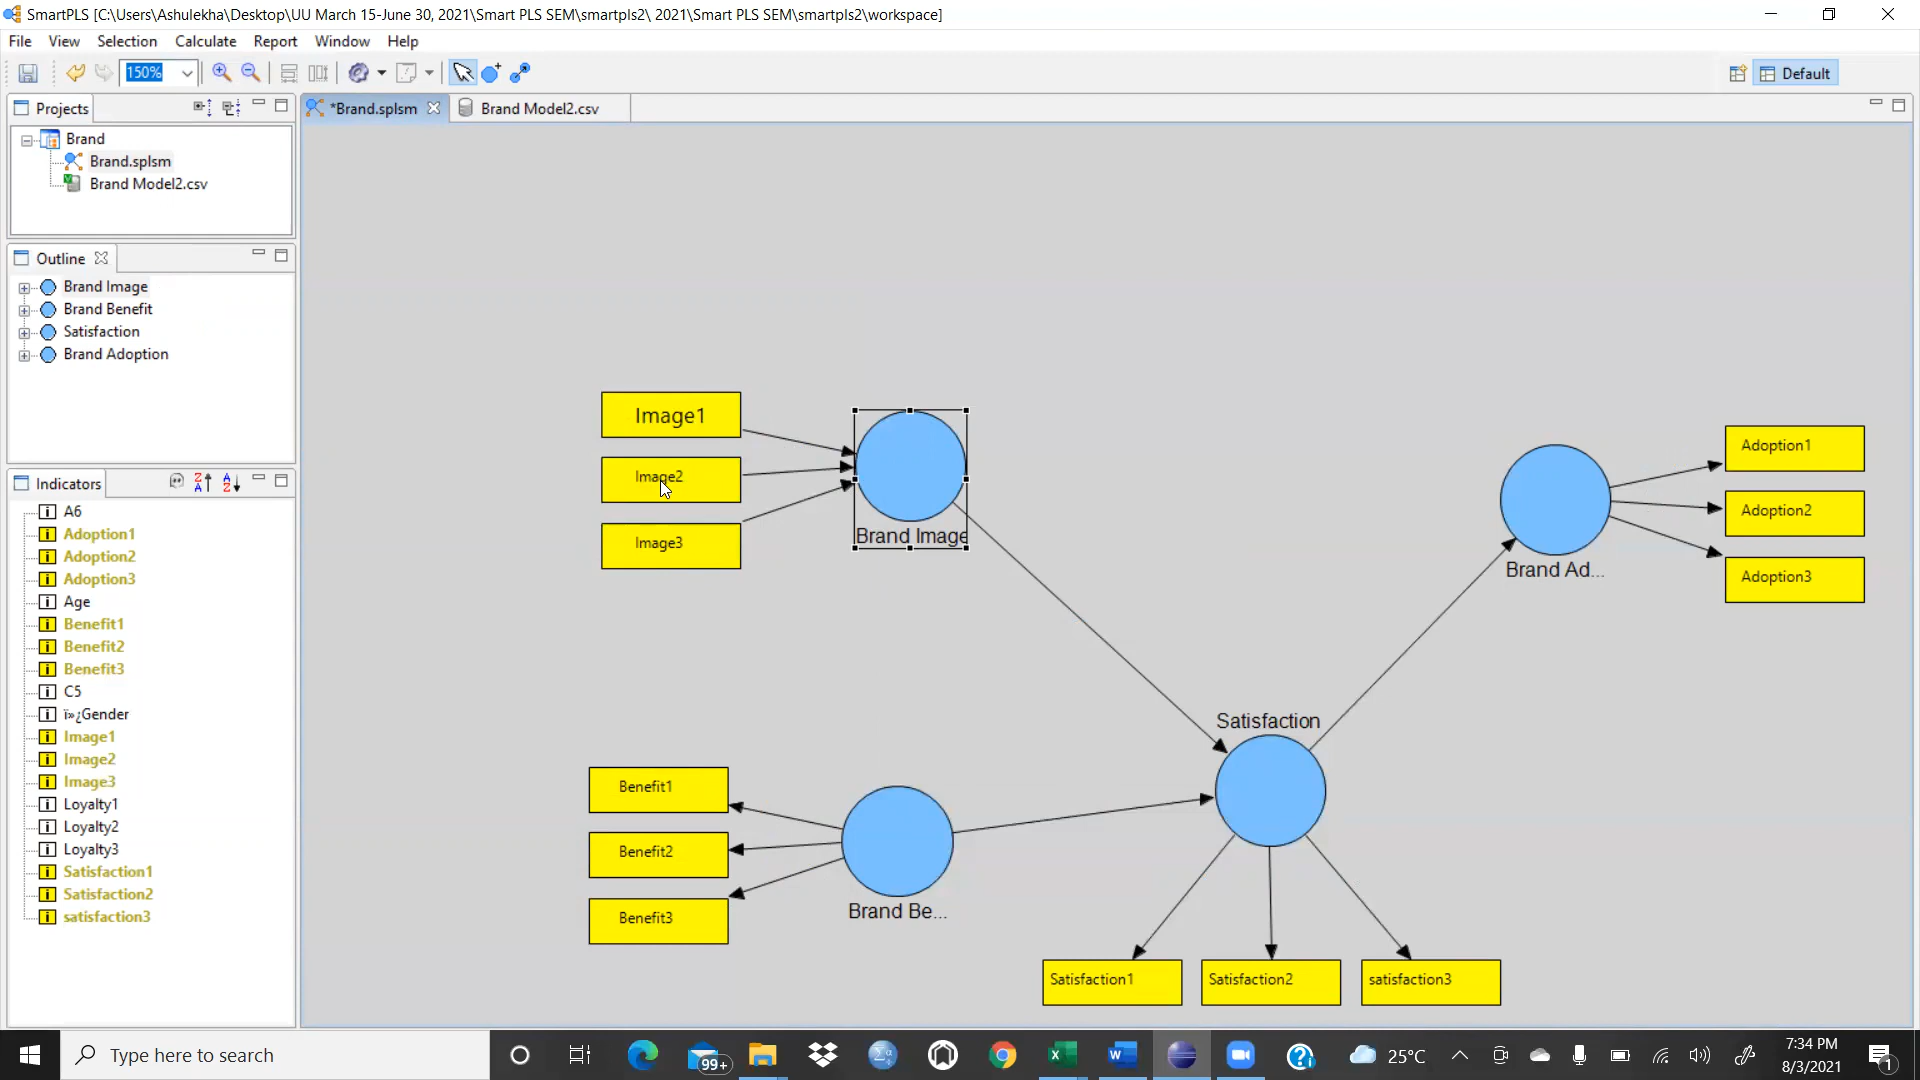 SmartPLS [C:\Users\Ashulekha\Desktop\UU March 15-June 30, 2021\Smart PLS SEM\smartpls2\ 2021\Smart PLS SEM\smartpls2\workspace]
File View Selection Calculate Report Window Help
150%
Default
Projects
*Brand.splsm
Brand Model2.csv
Brand
Brand.splsm
Brand Model2.csv
Outline
Brand Image
Brand Benefit
Satisfaction
Brand Adoption
Indicators
A6
Adoption1
Adoption2
Adoption3
Age
Benefit1
Benefit2
Benefit3
C5
ï»¿Gender
Image1
Image2
Image3
Loyalty1
Loyalty2
Loyalty3
Satisfaction1
Satisfaction2
satisfaction3
Image1
Image2
Image3
Brand Image
Adoption1
Adoption2
Adoption3
Brand Ad...
Satisfaction
Benefit1
Benefit2
Benefit3
Brand Be...
Satisfaction1
Satisfaction2
satisfaction3
Type here to search
99+
25°C
7:34 PM
8/3/2021
1